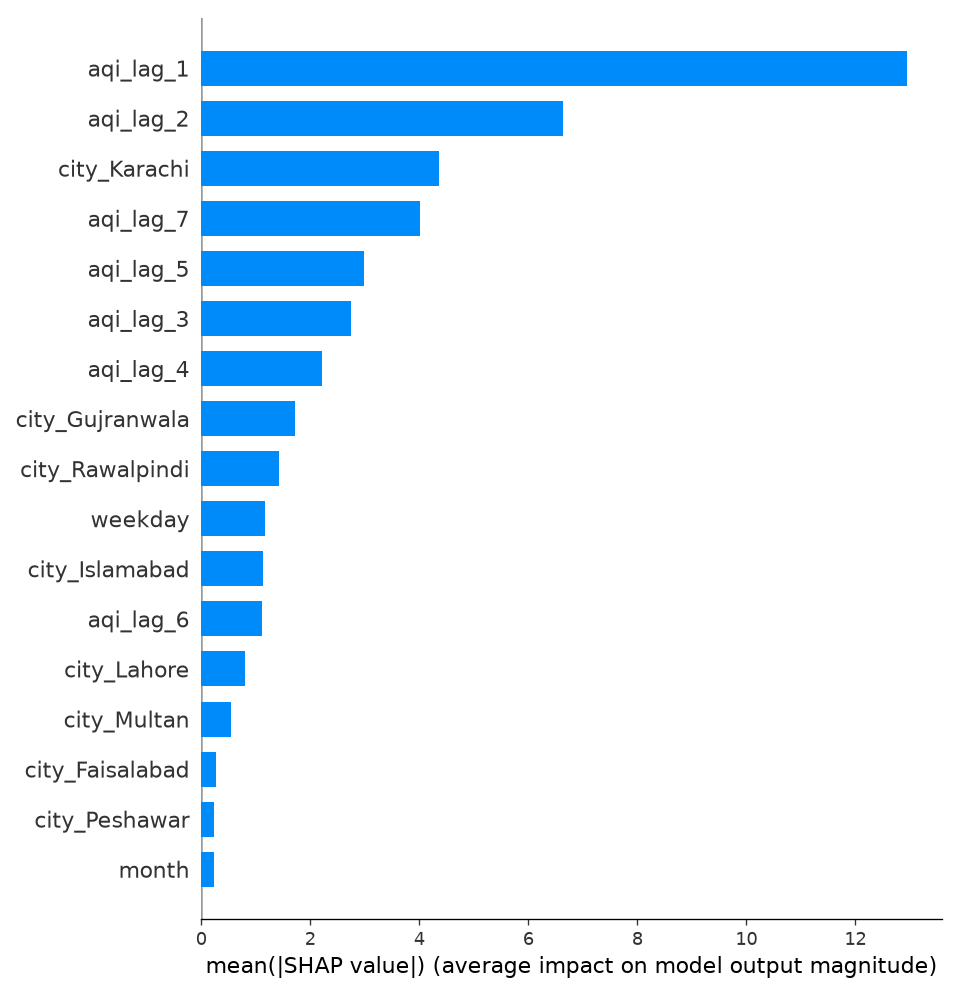 aqi_lag_1
aqi_lag_2
city_Karachi
aqi_lag_7
aqi_lag_5
aqi_lag_3
aqi_lag_4
city_Gujranwala
city_Rawalpindi
weekday
city_Islamabad
aqi_lag_6
city_Lahore
city_Multan
city_Faisalabad
city_Peshawar
month
0 2 4 6 8 10 12
mean(|SHAP value|) (average impact on model output magnitude)